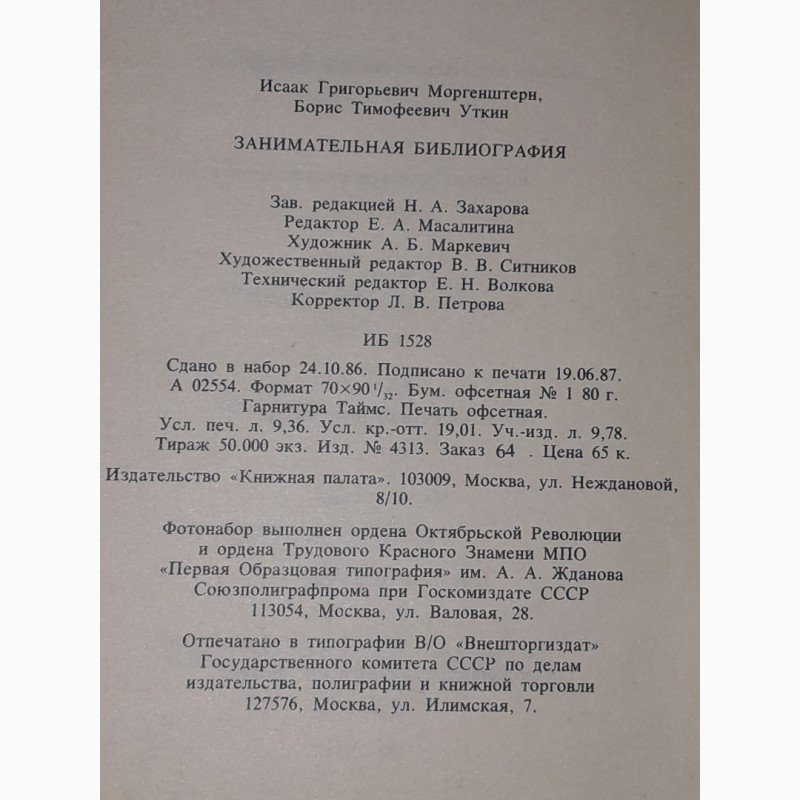 Исаак Григорьевич Моргенштерн,
Борис Тимофеевич Уткин
ЗАНИМАТЕЛЬНАЯ БИБЛИОГРАФИЯ
Зав. редакцией Н. А. Захарова
Редактор Е. А. Масалитина
Художник А. Б. Маркевич
Художественный редактор В. В. Ситников
Технический редактор Е. Н. Волкова
Корректор Л. В. Петрова
ИБ 1528
Сдано в набор 24.10.86. Подписано к печати 19.06.87.
А 02554. Формат 70×90 1/32. Бум. офсетная № 1 80 г.
Гарнитура Таймс. Печать офсетная.
Усл. печ. л. 9,36. Усл. кр.-отт. 19,01. Уч.-изд. л. 9,78.
Тираж 50.000 экз. Изд. № 4313. Заказ 64 . Цена 65 к.
Издательство «Книжная палата». 103009, Москва, ул. Неждановой,
8/10.
Фотонабор выполнен ордена Октябрьской Революции
и ордена Трудового Красного Знамени МПО
«Первая Образцовая типография» им. А. А. Жданова
Союзполиграфпрома при Госкомиздате СССР
113054, Москва, ул. Валовая, 28.
Отпечатано в типографии В/О «Внешторгиздат»
Государственного комитета СССР по делам
издательства, полиграфии и книжной торговли
127576, Москва, ул. Илимская, 7.